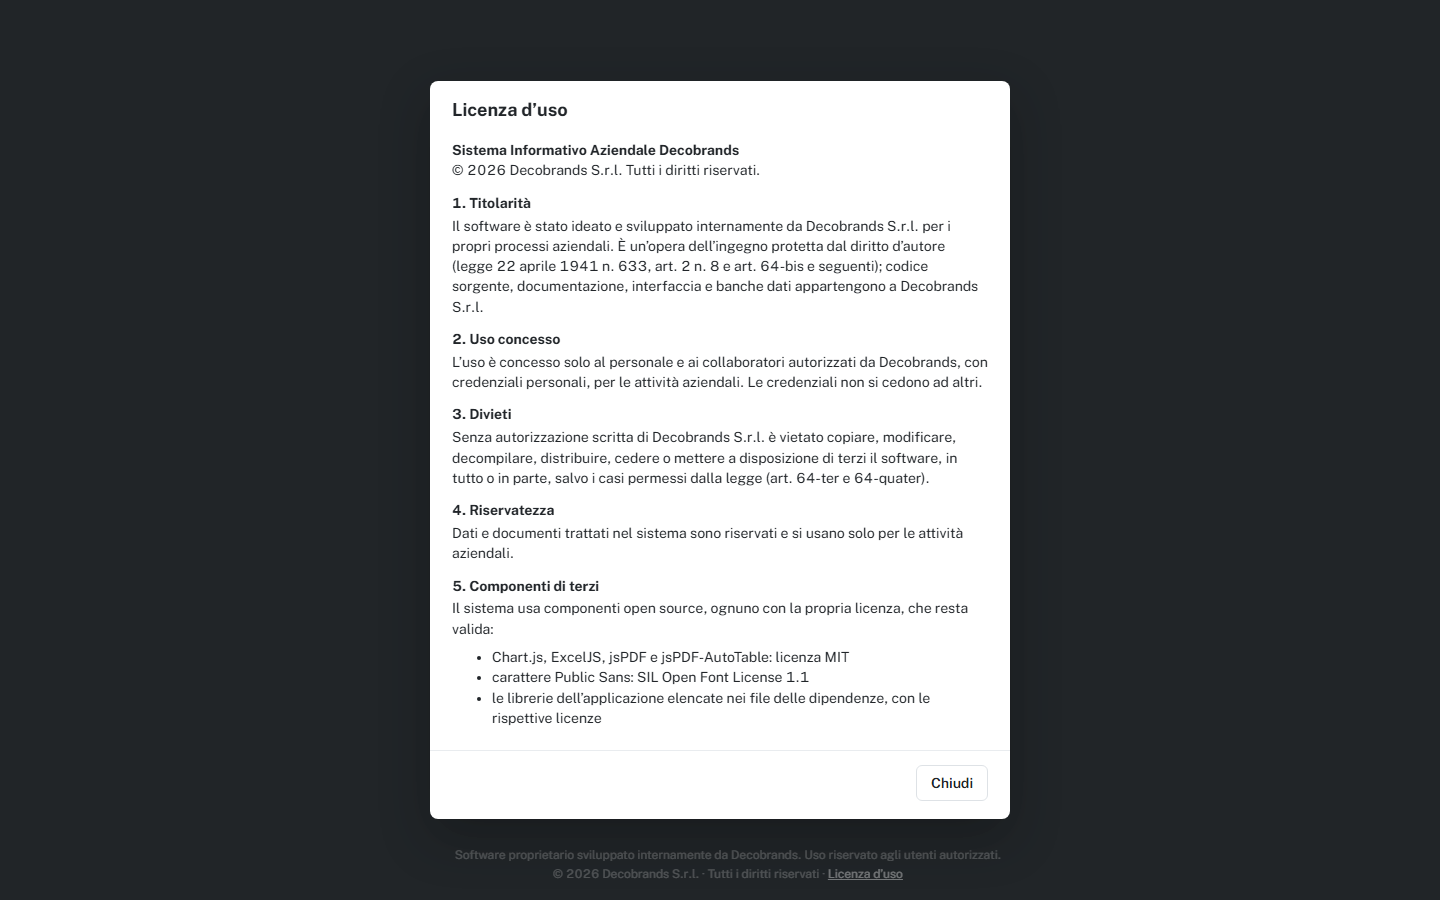 Licenza d’uso
Sistema Informativo Aziendale Decobrands
© 2026 Decobrands S.r.l. Tutti i diritti riservati.
1. Titolarità
Il software è stato ideato e sviluppato internamente da Decobrands S.r.l. per i
propri processi aziendali. È un’opera dell’ingegno protetta dal diritto d’autore
(legge 22 aprile 1941 n. 633, art. 2 n. 8 e art. 64-bis e seguenti); codice
sorgente, documentazione, interfaccia e banche dati appartengono a Decobrands
S.r.l.
2. Uso concesso
L’uso è concesso solo al personale e ai collaboratori autorizzati da Decobrands, con
credenziali personali, per le attività aziendali. Le credenziali non si cedono ad altri.
3. Divieti
Senza autorizzazione scritta di Decobrands S.r.l. è vietato copiare, modificare,
decompilare, distribuire, cedere o mettere a disposizione di terzi il software, in
tutto o in parte, salvo i casi permessi dalla legge (art. 64-ter e 64-quater).
4. Riservatezza
Dati e documenti trattati nel sistema sono riservati e si usano solo per le attività
aziendali.
5. Componenti di terzi
Il sistema usa componenti open source, ognuno con la propria licenza, che resta
valida:
• Chart.js, ExcelJS, jsPDF e jsPDF-AutoTable: licenza MIT
• carattere Public Sans: SIL Open Font License 1.1
• le librerie dell’applicazione elencate nei file delle dipendenze, con le
rispettive licenze
Chiudi
Software proprietario sviluppato internamente da Decobrands. Uso riservato agli utenti autorizzati.
© 2026 Decobrands S.r.l. · Tutti i diritti riservati · Licenza d’uso